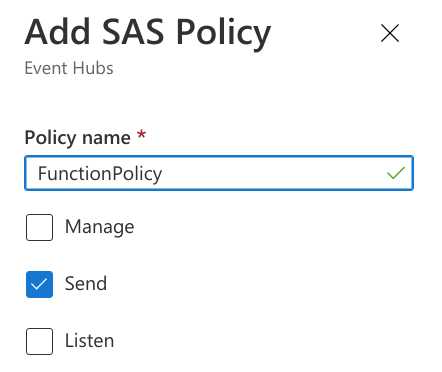 Add SAS Policy
Event Hubs
Policy name *
FunctionPolicy
Manage
Send
Listen